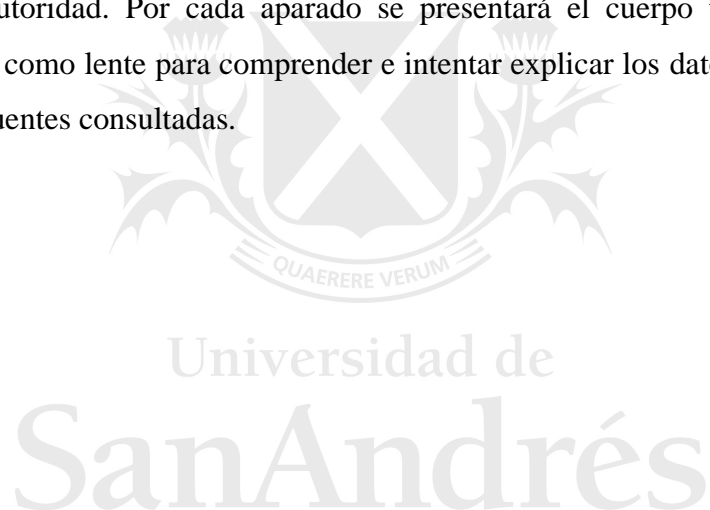 utoridad. Por cada aparado se presentará el cuerpo
como lente para comprender e intentar explicar los dat
uentes consultadas.
QUAERERE VERUM
Universidad de
SanAndrés